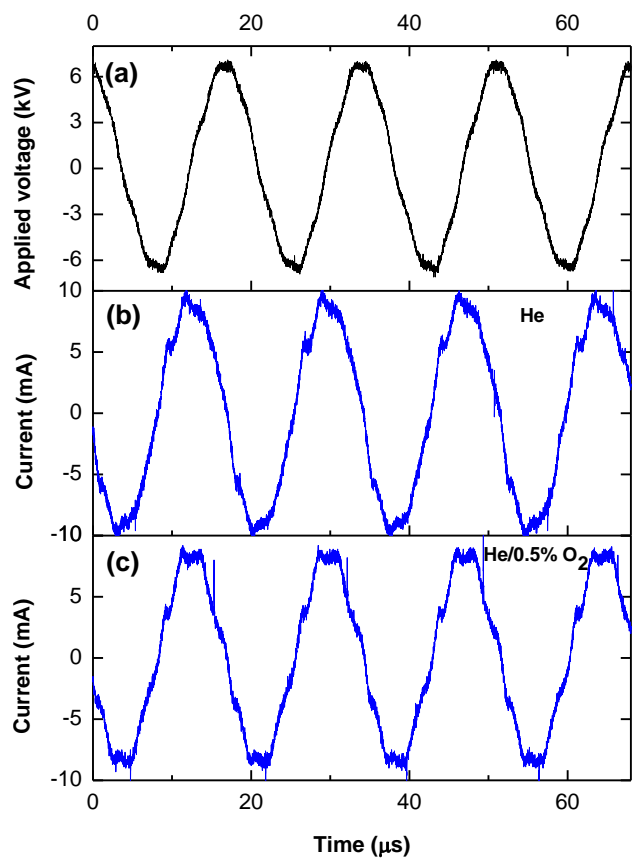 0 20 40 60
(a)
Applied voltage (kV)
6
3
0
-3
-6
(b)
He
Current (mA)
10
5
0
-5
-10
(c)
He/0.5% O2
Current (mA)
5
0
-5
-10
0 20 40 60
Time (μs)